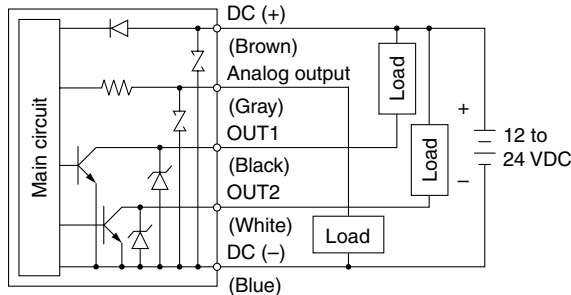 DC (+)
(Brown)
Analog output
(Gray)
OUT1
(Black)
OUT2
(White)
DC (–)
(Blue)
Main circuit
Load
Load
Load
+
–
12 to
24 VDC